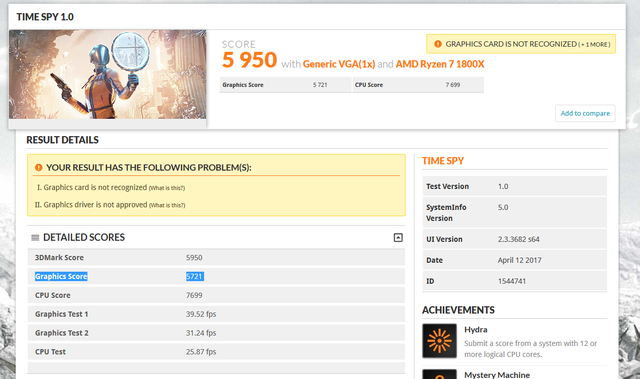 TIME SPY 1.0
SCORE
5 950 with Generic VGA(1x) and AMD Ryzen 7 1800X
GRAPHICS CARD IS NOT RECOGNIZED (+ 1 MORE)
Graphics Score 5 721 CPU Score 7 699
Add to compare
RESULT DETAILS
YOUR RESULT HAS THE FOLLOWING PROBLEM(S):
I. Graphics card is not recognized (What is this?)
II. Graphics driver is not approved (What is this?)
DETAILED SCORES
3DMark Score 5950
Graphics Score 5721
CPU Score 7699
Graphics Test 1 39.52 fps
Graphics Test 2 31.24 fps
CPU Test 25.87 fps
TIME SPY
Test Version 1.0
SystemInfo 5.0
Version
UI Version 2.3.3682 s64
Date April 12 2017
ID 1544741
ACHIEVEMENTS
Hydra
Submit a score from a system with 12 or
more logical CPU cores.
Mystery Machine